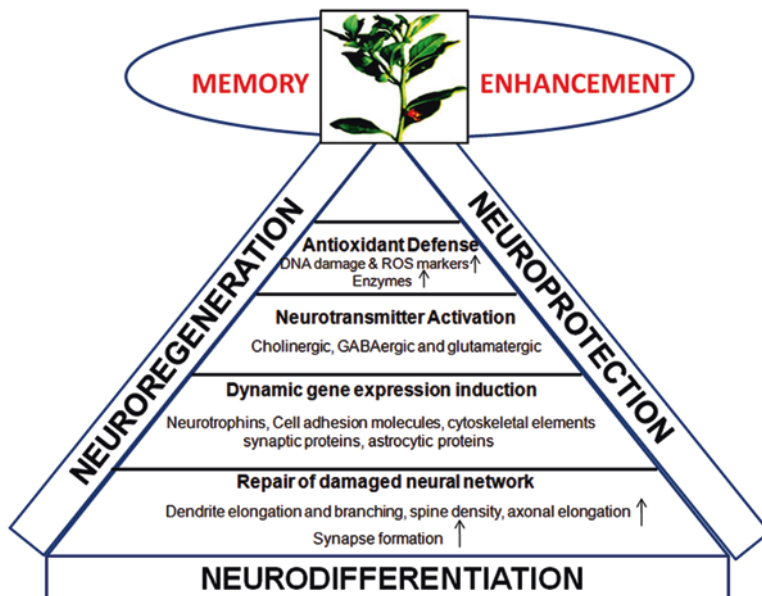 MEMORY ENHANCEMENT
NEUROREGENERATION
NEUROPROTECTION
Antioxidant Defense
DNA damage & ROS markers↑
Enzymes ↑
Neurotransmitter Activation
Cholinergic, GABAergic and glutamatergic
Dynamic gene expression induction
Neurotrophins, Cell adhesion molecules, cytoskeletal elements
synaptic proteins, astrocytic proteins
Repair of damaged neural network
Dendrite elongation and branching, spine density, axonal elongation ↑
Synapse formation ↑
NEURODIFFERENTIATION